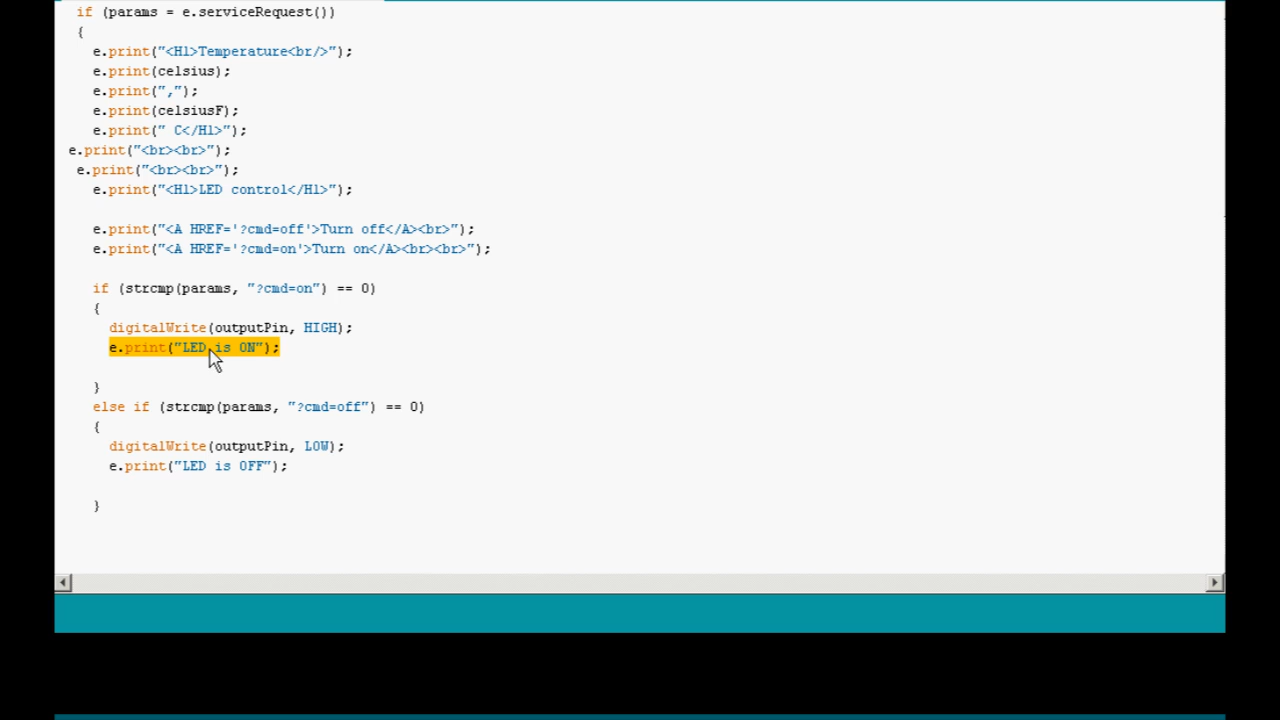 if (params = e.serviceRequest())
{
e.print("<H1>Temperature<br/>");
e.print(celsius);
e.print(",");
e.print(celsiusF);
e.print(" C</H1>");
e.print("<br><br>");
e.print("<br><br>");
e.print("<H1>LED control</H1>");
e.print("<A HREF='?cmd=off'>Turn off</A><br>");
e.print("<A HREF='?cmd=on'>Turn on</A><br><br>");
if (strcmp(params, "?cmd=on") == 0)
{
digitalWrite(outputPin, HIGH);
e.print("LED is ON");
}
else if (strcmp(params, "?cmd=off") == 0)
{
digitalWrite(outputPin, LOW);
e.print("LED is OFF");
}